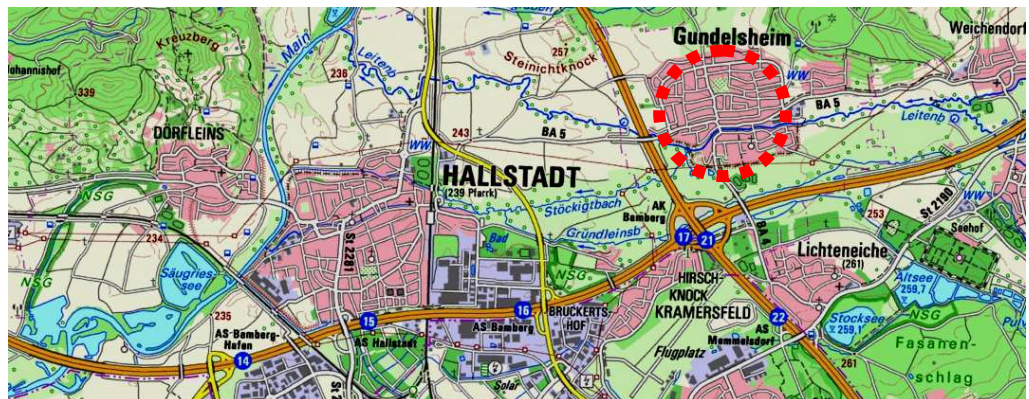 Kreuzberg
Main
Leitenb
236
243
257
Steinichtknock
Gundelsheim
Weichendorf
WW
Johannishof
339
DÖRFLEINS
BA 5
BA 5
Leitenb
WW
HALLSTADT
(239 Pfarrk)
NSG
234
St 2281
Stöckigtbach
Gründleinsb
Bad
NSG
AK
Bamberg
17
21
BA 4
253
St 2190
WW
Seehof
Lichteneiche
(261)
Altsee
259,7
NSG
Säugries-
see
235
NSG
HIRSCH-
KNOCK
KRAMERSFELD
BRUCKERTS-
HOF
16
AS Bamberg
15
AS Hallstadt
AS-Bamberg-
Hafen
14
22
AS
Memmelsdorf
Stocksee
259,1
Fasanen-
schlag
Flugplatz
261
Solar